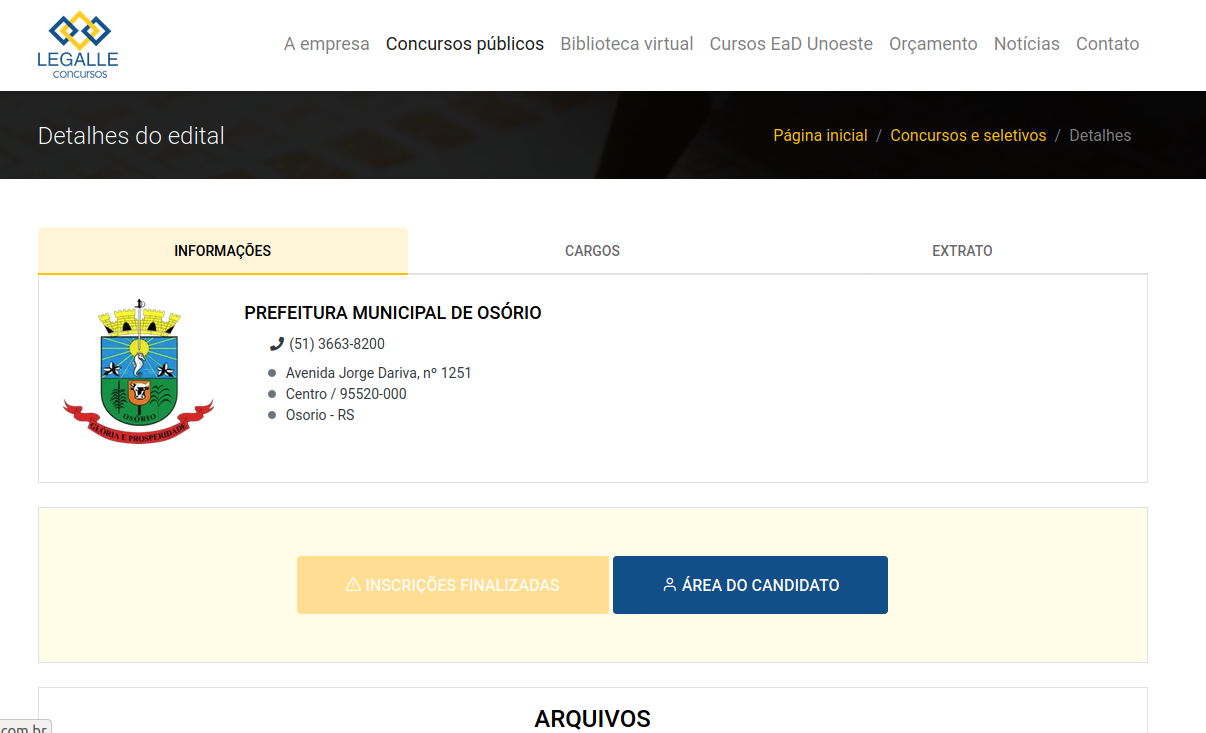 LEGALLE
concursos
A empresa Concursos públicos Biblioteca virtual Cursos EaD Unoeste Orçamento Notícias Contato
Detalhes do edital
Página inicial / Concursos e seletivos / Detalhes
INFORMAÇÕES CARGOS EXTRATO
PREFEITURA MUNICIPAL DE OSÓRIO
(51) 3663-8200
Avenida Jorge Dariva, nº 1251
Centro / 95520-000
Osorio - RS
OSÓRIO
GLÓRIA E PROSPERIDADE
INSCRIÇÕES FINALIZADAS
ÁREA DO CANDIDATO
ARQUIVOS
com.br